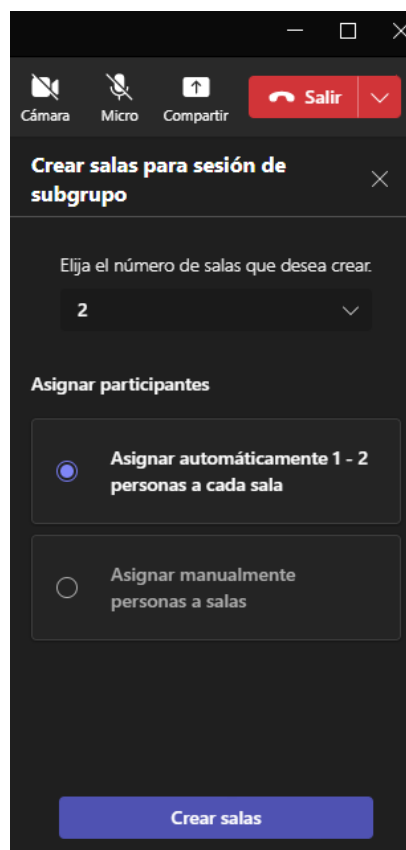 Cámara Micro Compartir Salir
Crear salas para sesión de
subgrupo
Elija el número de salas que desea crear.
2
Asignar participantes
Asignar automáticamente 1 - 2
personas a cada sala
Asignar manualmente
personas a salas
Crear salas